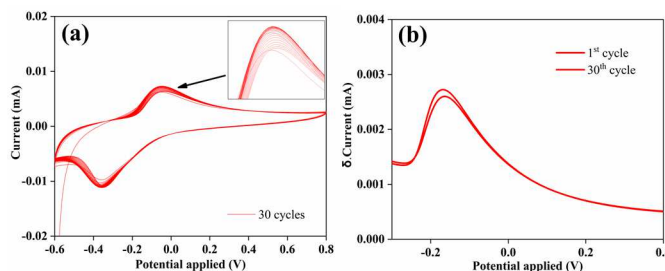 (a)
0.02
0.01
0.00
-0.01
-0.02
Current (mA)
30 cycles
-0.6 -0.4 -0.2 0.0 0.2 0.4 0.6 0.8
Potential applied (V)
(b)
0.004
0.003
0.002
0.001
0.000
δ.Current (mA)
1st cycle
30th cycle
-0.2 0.0 0.2 0.4
Potential applied (V)